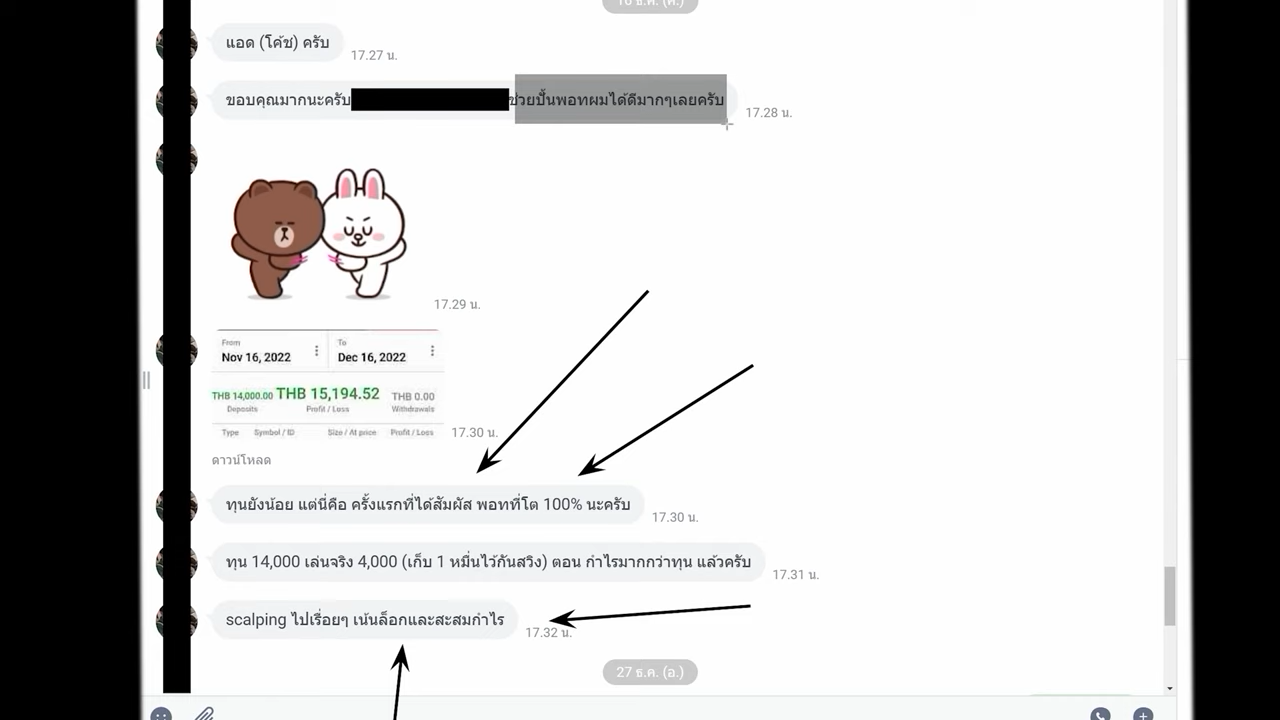 16 ธ.ค. (ศ.)
แอด (โค้ช) ครับ
17.27 น.
ขอบคุณมากนะครับ ช่วยปั้นพอทผมได้ดีมากๆเลยครับ
17.28 น.
17.29 น.
From
To
Nov 16, 2022
Dec 16, 2022
THB 14,000.00 THB 15,194.52 THB 0.00
Deposits Profit / Loss Withdrawals
Type Symbol / ID Size / At price Profit / Loss
17.30 น.
ดาวน์โหลด
ทุนยังน้อย แต่นี่คือ ครั้งแรกที่ได้สัมผัส พอทที่โต 100% นะครับ
17.30 น.
ทุน 14,000 เล่นจริง 4,000 (เก็บ 1 หมื่นไว้กันสวิง) ตอน กำไรมากกว่าทุน แล้วครับ
17.31 น.
scalping ไปเรื่อยๆ เน้นล็อกและสะสมกำไร
17.32 น.
27 ธ.ค. (อ.)